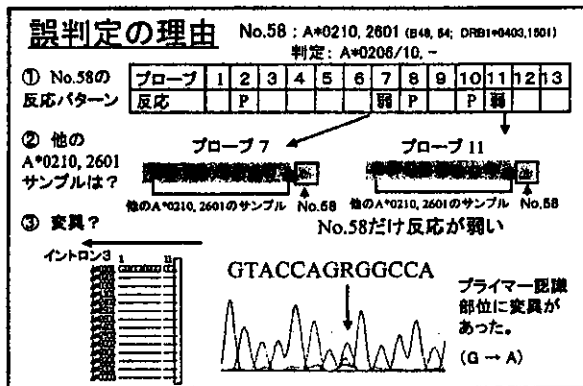 誤判定の理由
No.58 : A*0210, 2601 (B48, 54; DRB1*0403,1501)
判定: A*0206/10, -
① No.58の反応パターン
プローブ 1 2 3 4 5 6 7 8 9 10 11 12 13
反応 P 弱 P P 弱
② 他のA*0210, 2601サンプルは?
プローブ 7
プローブ 11
他のA*0210, 2601のサンプル
No.58
他のA*0210, 2601のサンプル
No.58
No.58だけ反応が弱い
③ 変異?
イントロン3
1
11
GTACCAGRGGCCA
プライマー認識
部位に変異が
あった。
(G → A)